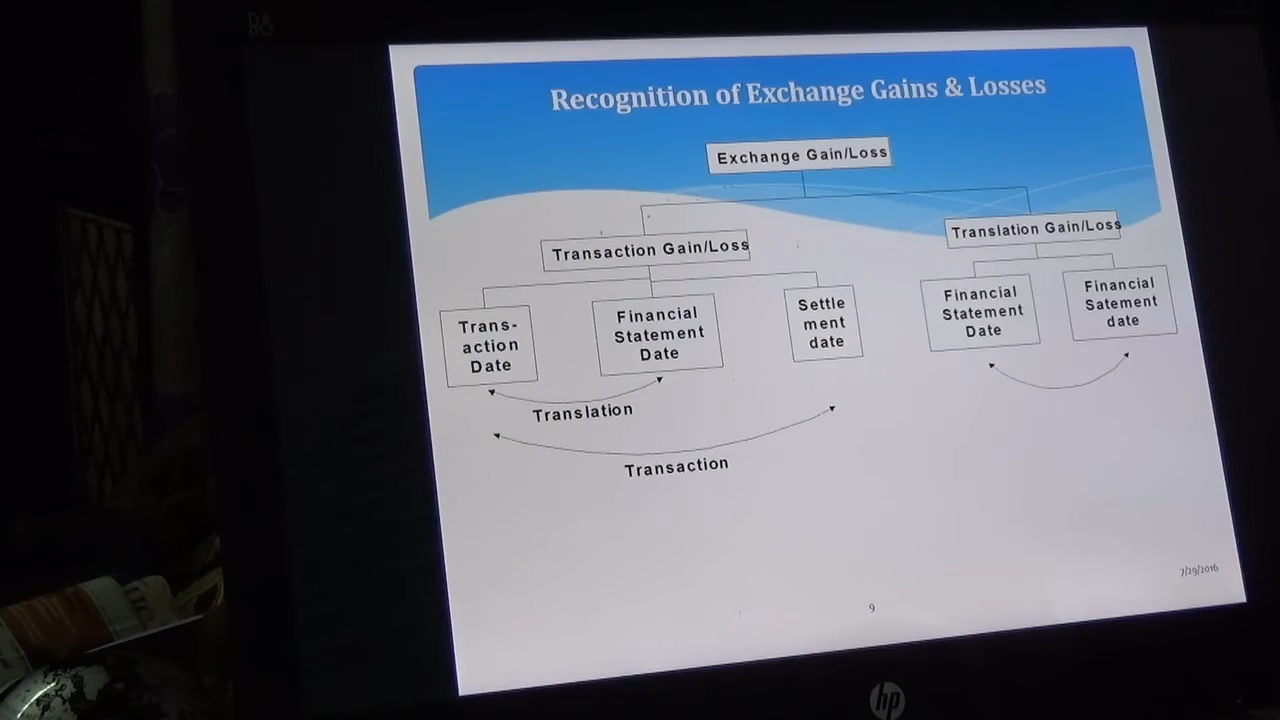 Recognition of Exchange Gains & Losses
Exchange Gain/Loss
Transaction Gain/Loss
Translation Gain/Loss
Trans-
action
Date
Financial
Statement
Date
Settle
ment
date
Financial
Statement
Date
Financial
Satement
date
Translation
Transaction
7/29/2016
9
hp